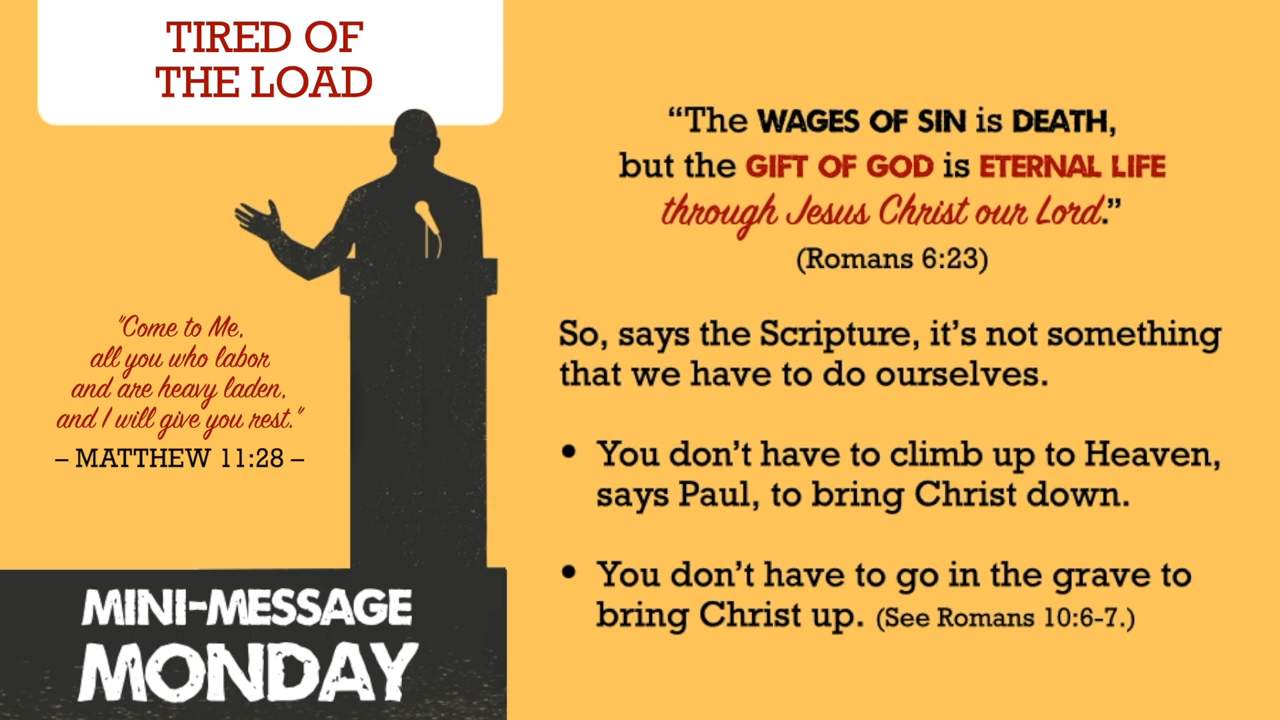 TIRED OF
THE LOAD
"Come to Me,
all you who labor
and are heavy laden,
and I will give you rest."
– MATTHEW 11:28 –
MINI-MESSAGE
MONDAY
“The WAGES OF SIN is DEATH,
but the GIFT OF GOD is ETERNAL LIFE
through Jesus Christ our Lord.”
(Romans 6:23)
So, says the Scripture, it’s not something
that we have to do ourselves.
• You don’t have to climb up to Heaven,
says Paul, to bring Christ down.
• You don’t have to go in the grave to
bring Christ up. (See Romans 10:6-7.)